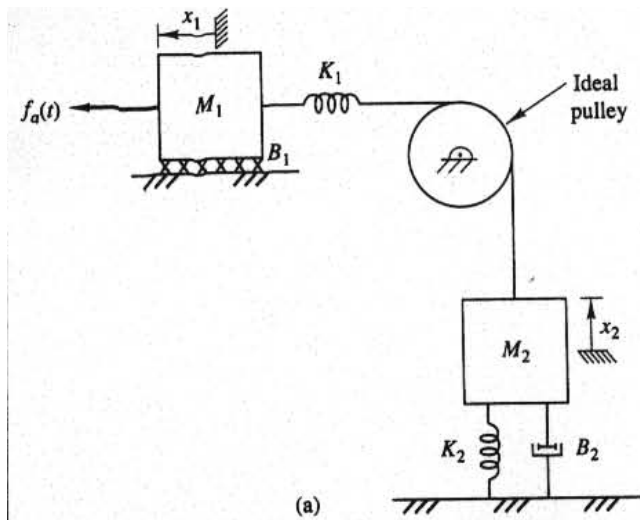 x₁
K₁
Ideal
pulley
fₐ(t)
M₁
B₁
x₂
M₂
K₂
B₂
(a)